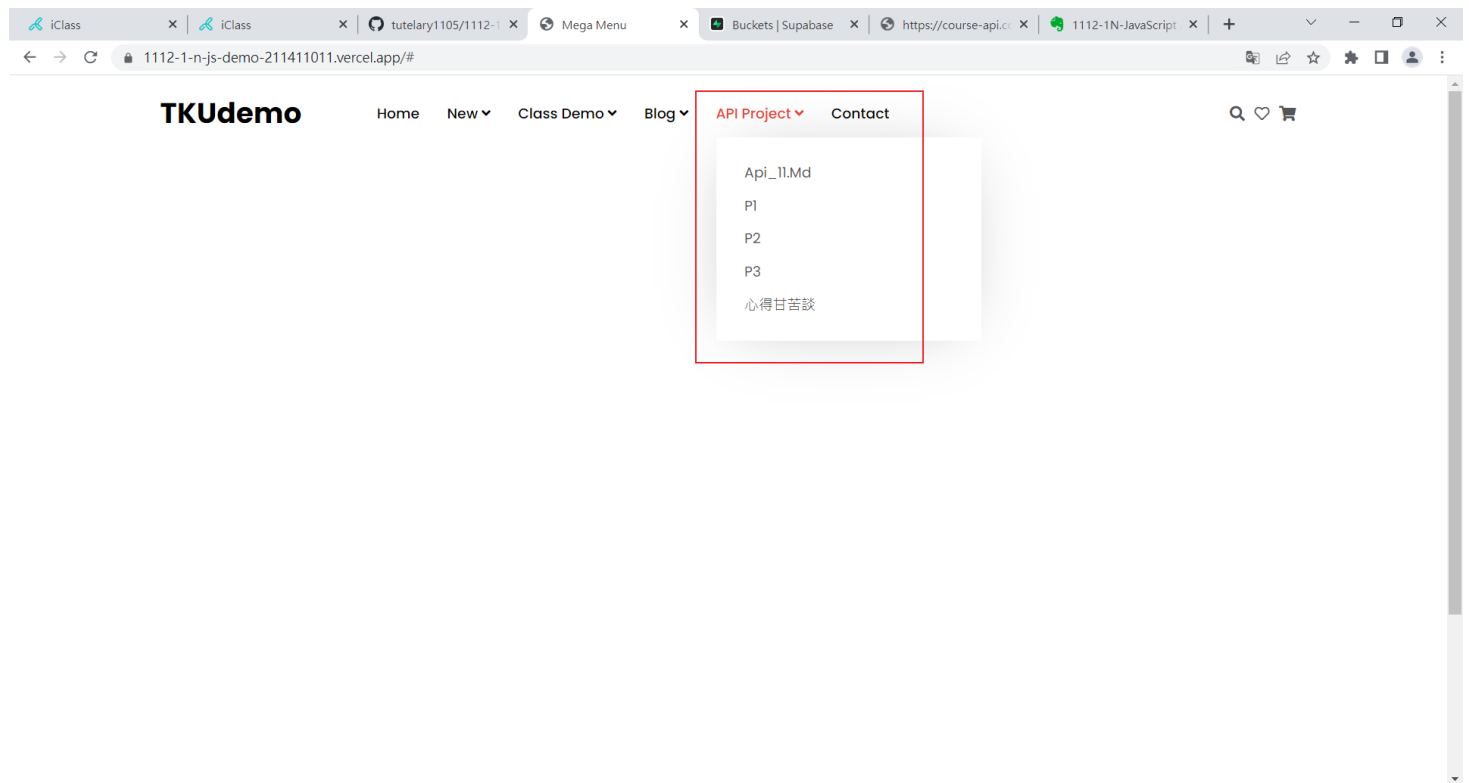 iClass
iClass
tutelary1105/1112-1
Mega Menu
Buckets | Supabase
https://course-api.cc
1112-1N-JavaScript
1112-1-n-js-demo-211411011.vercel.app/#
TKUdemo
Home
New
Class Demo
Blog
API Project
Contact
Api_11.Md
P1
P2
P3
心得甘苦談